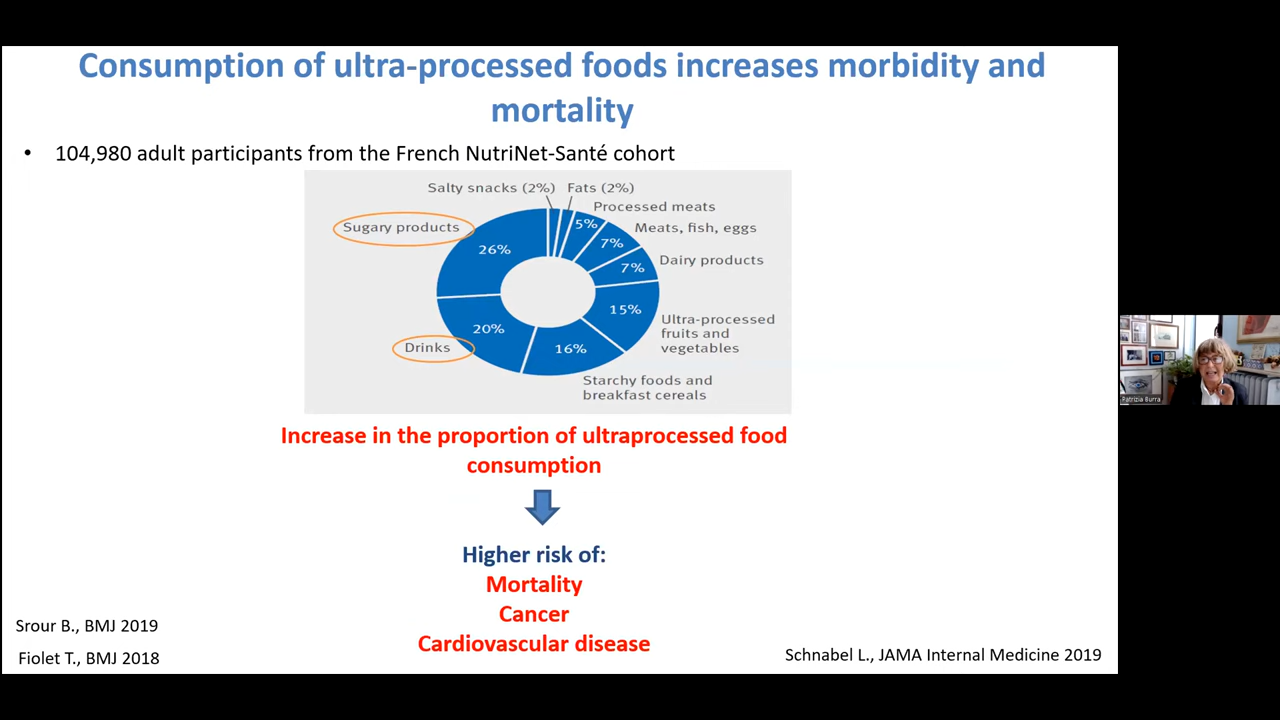 Consumption of ultra-processed foods increases morbidity and
mortality
• 104,980 adult participants from the French NutriNet-Santé cohort
Salty snacks (2%)
Fats (2%)
Processed meats
5%
Meats, fish, eggs
7%
Dairy products
7%
Ultra-processed
fruits and
vegetables
15%
Starchy foods and
breakfast cereals
16%
Drinks
20%
Sugary products
26%
Increase in the proportion of ultraprocessed food
consumption
Higher risk of:
Mortality
Cancer
Cardiovascular disease
Srour B., BMJ 2019
Fiolet T., BMJ 2018
Schnabel L., JAMA Internal Medicine 2019
Patrizia Burra